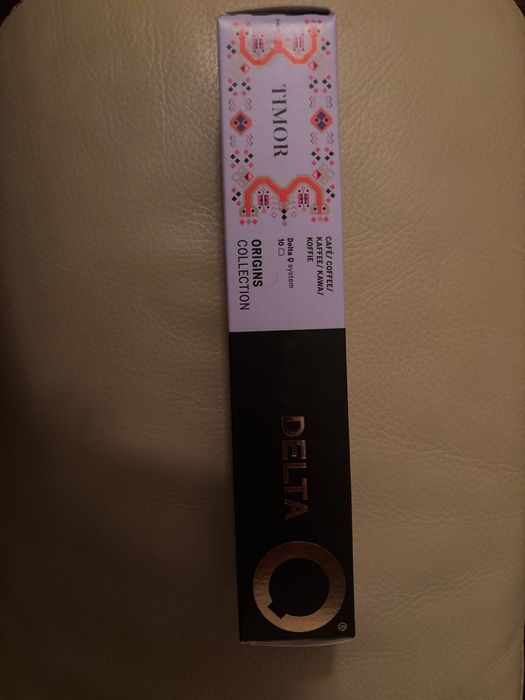 TIMOR
CAFÉ/ COFFEE/
KAFFEE/ KAWA/
KOFFIE
Delta Q system
10
ORIGINS
COLLECTION
DELTA
Q®